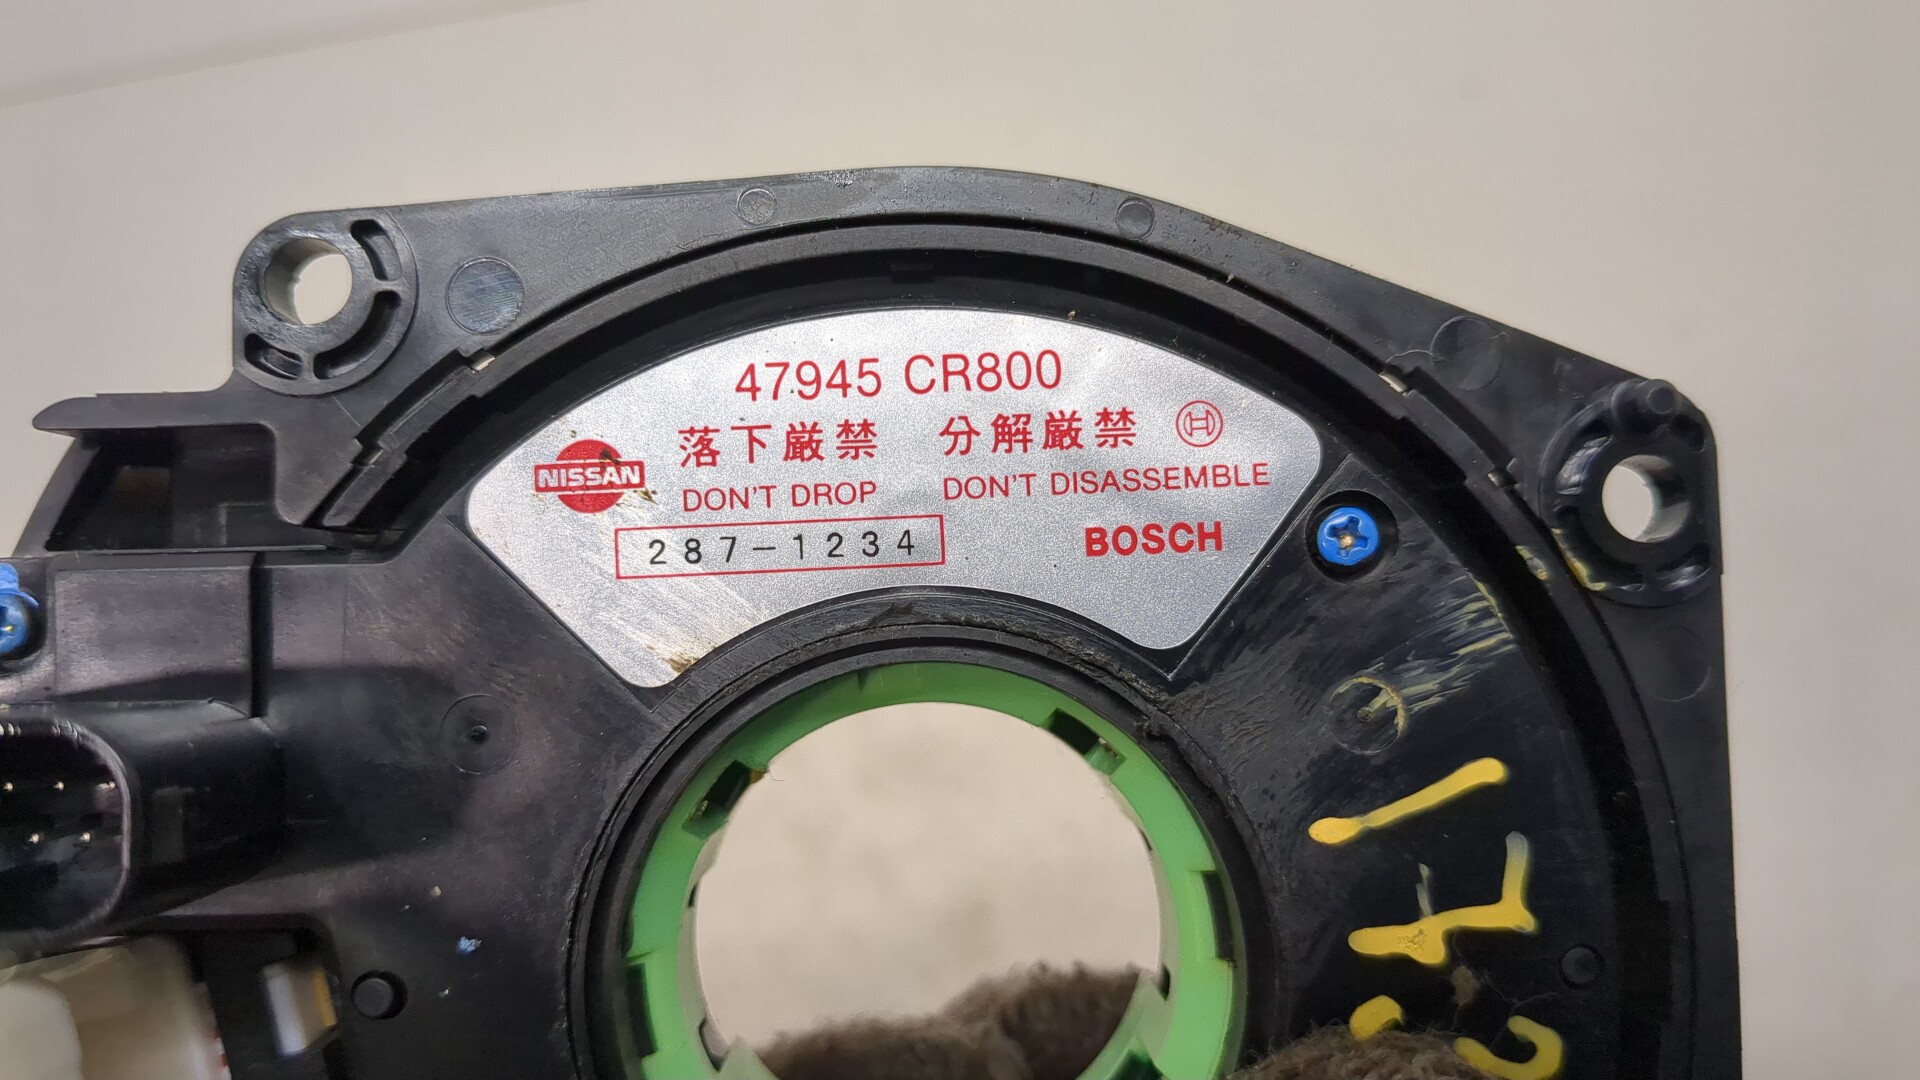 47945 CR800
落下厳禁 分解厳禁
NISSAN
DON'T DROP DON'T DISASSEMBLE
287-1234 BOSCH